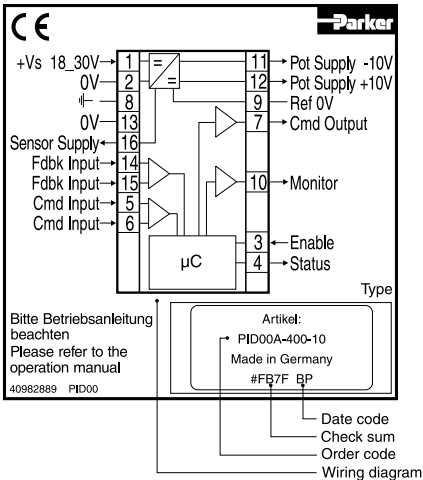 CE
Parker
+Vs 18_30V 1
0V 2
8
0V 13
Sensor Supply 16
Fdbk Input 14
Fdbk Input 15
Cmd Input 5
Cmd Input 6
=
=
11 Pot Supply -10V
12 Pot Supply +10V
9 Ref 0V
7 Cmd Output
10 Monitor
3 Enable
4 Status
µC
Type
Bitte Betriebsanleitung
beachten
Please refer to the
operation manual
40982889 PID00
Artikel:
PID00A-400-10
Made in Germany
#FB7F BP
Date code
Check sum
Order code
Wiring diagram